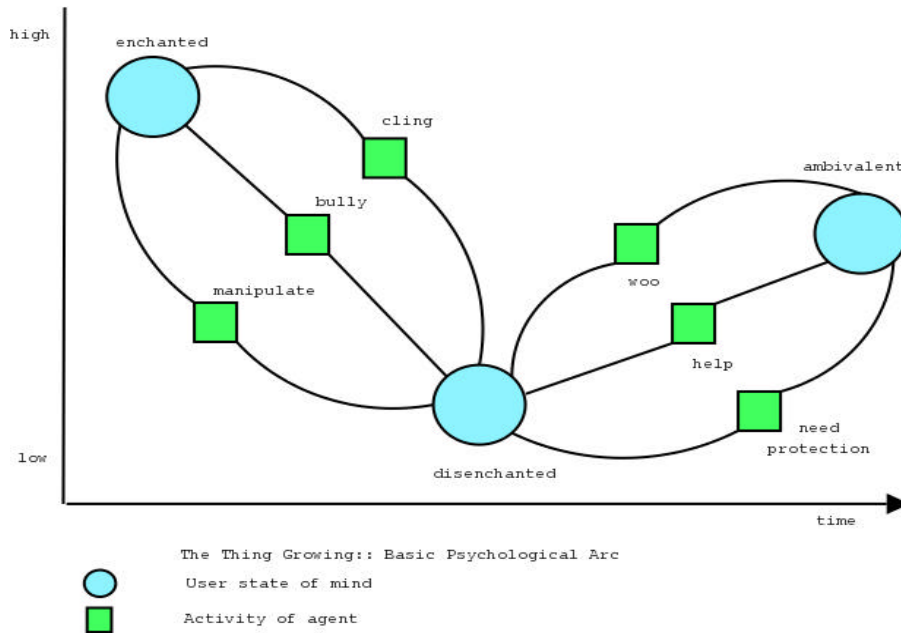 high
enchanted
cling
ambivalent
bully
manipulate
woo
help
need
protection
low
disenchanted
time
The Thing Growing:: Basic Psychological Arc
User state of mind
Activity of agent